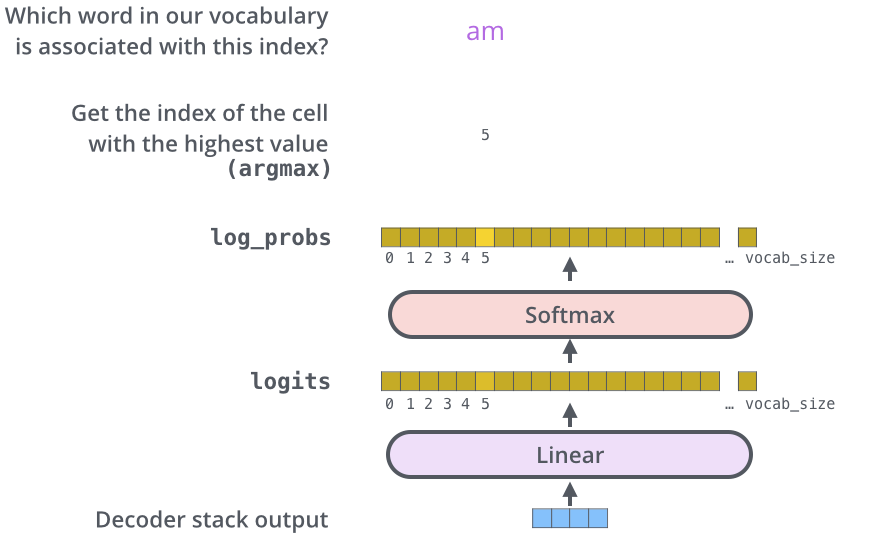 Which word in our vocabulary
is associated with this index?
am
Get the index of the cell
with the highest value
(argmax)
5
log_probs
0 1 2 3 4 5 … vocab_size
Softmax
logits
0 1 2 3 4 5 … vocab_size
Linear
Decoder stack output